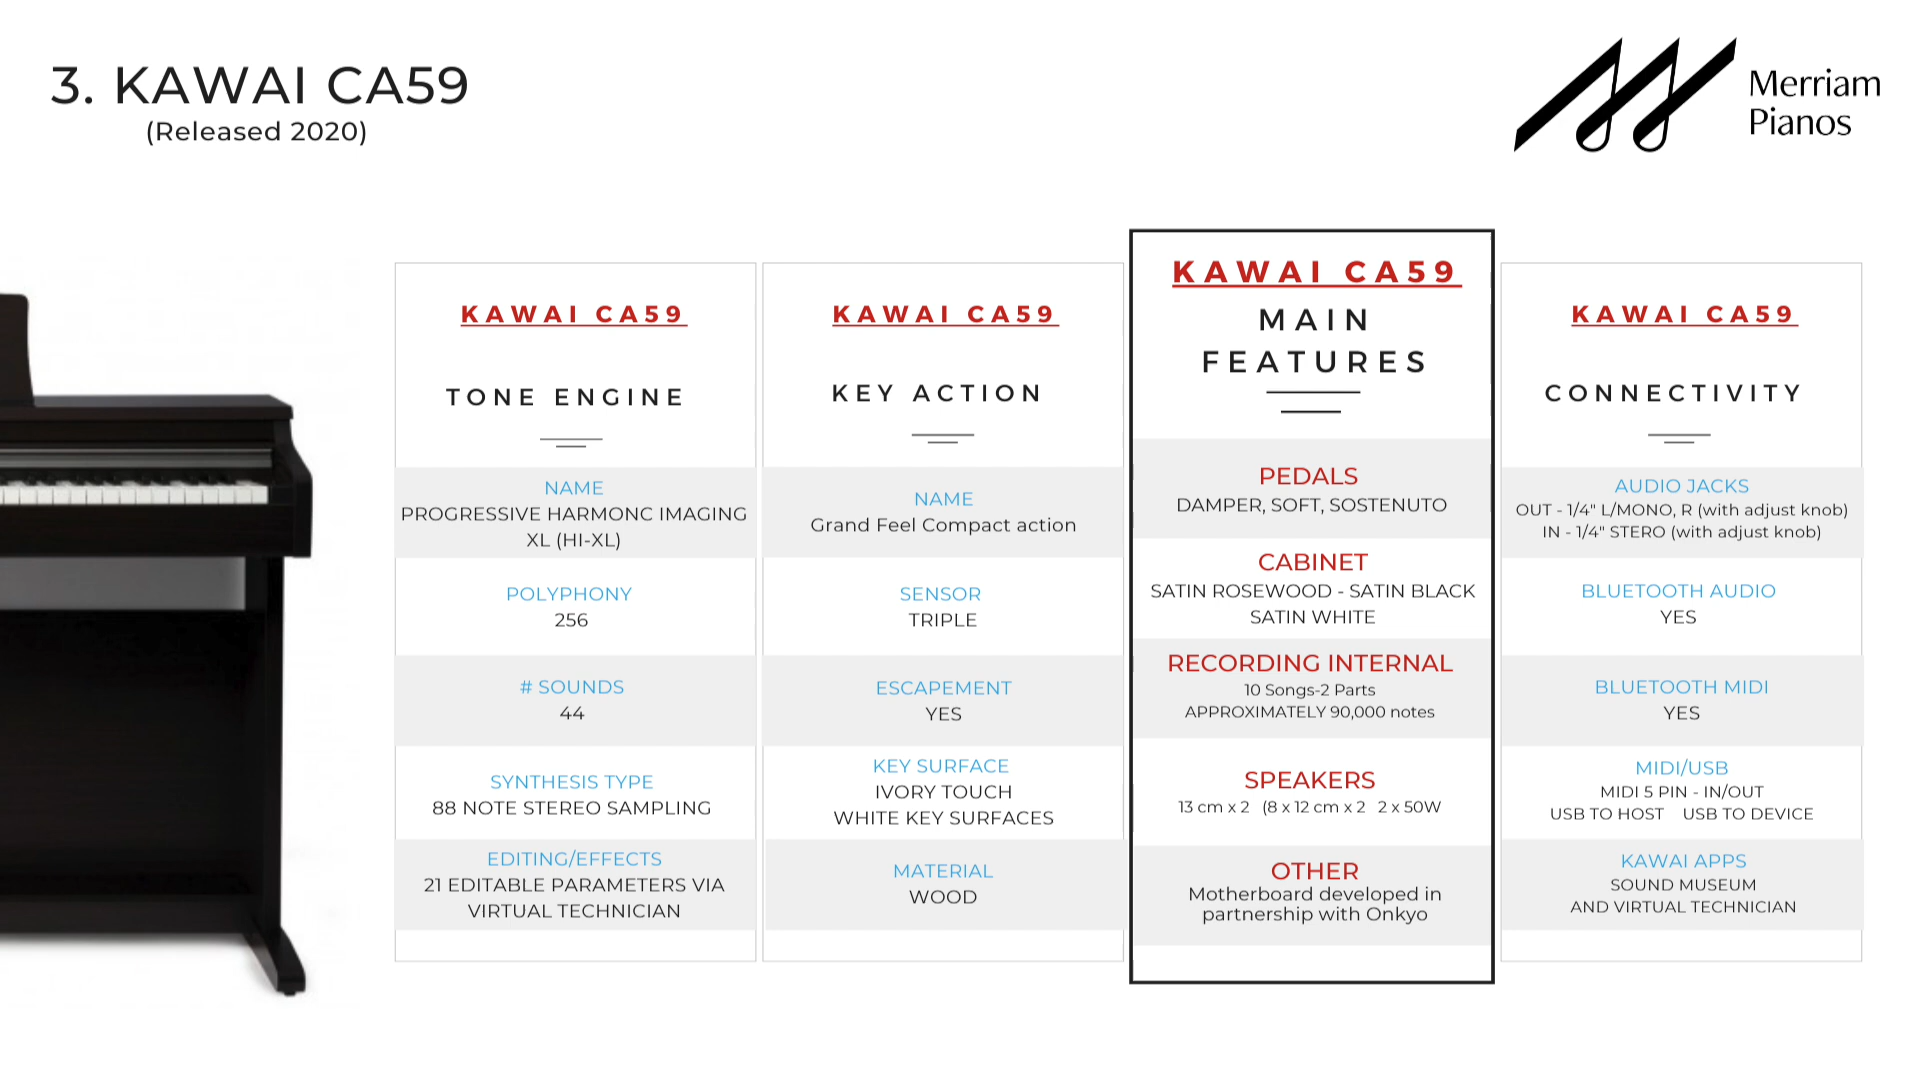 3. KAWAI CA59
(Released 2020)
Merriam
Pianos
KAWAI CA59
TONE ENGINE
NAME
PROGRESSIVE HARMONC IMAGING
XL (HI-XL)
POLYPHONY
256
# SOUNDS
44
SYNTHESIS TYPE
88 NOTE STEREO SAMPLING
EDITING/EFFECTS
21 EDITABLE PARAMETERS VIA
VIRTUAL TECHNICIAN
KAWAI CA59
KEY ACTION
NAME
Grand Feel Compact action
SENSOR
TRIPLE
ESCAPEMENT
YES
KEY SURFACE
IVORY TOUCH
WHITE KEY SURFACES
MATERIAL
WOOD
KAWAI CA59
MAIN
FEATURES
PEDALS
DAMPER, SOFT, SOSTENUTO
CABINET
SATIN ROSEWOOD - SATIN BLACK
SATIN WHITE
RECORDING INTERNAL
10 Songs-2 Parts
APPROXIMATELY 90,000 notes
SPEAKERS
13 cm x 2 (8 x 12 cm x 2 2 x 50W
OTHER
Motherboard developed in
partnership with Onkyo
KAWAI CA59
CONNECTIVITY
AUDIO JACKS
OUT - 1/4" L/MONO, R (with adjust knob)
IN - 1/4" STERO (with adjust knob)
BLUETOOTH AUDIO
YES
BLUETOOTH MIDI
YES
MIDI/USB
MIDI 5 PIN - IN/OUT
USB TO HOST USB TO DEVICE
KAWAI APPS
SOUND MUSEUM
AND VIRTUAL TECHNICIAN